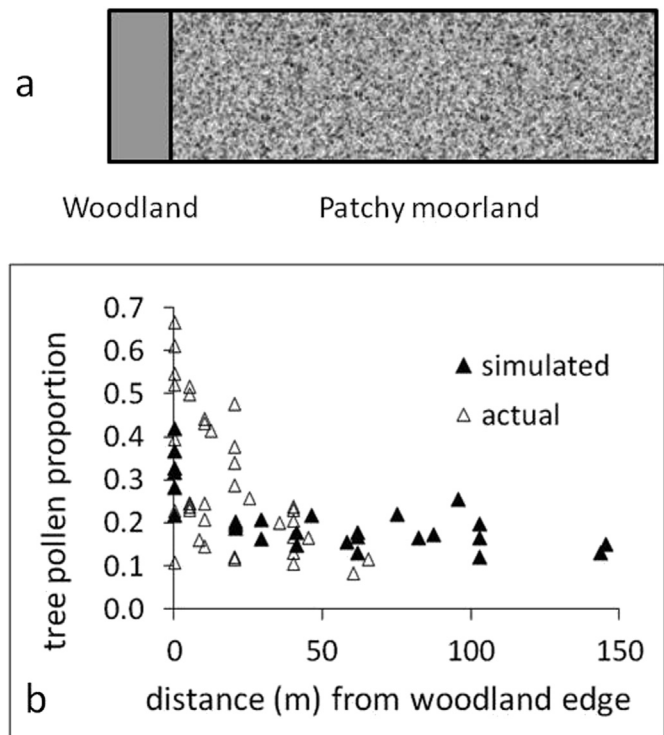 a
Woodland Patchy moorland
0.7
0.6
0.5
0.4
0.3
0.2
0.1
0.0
tree pollen proportion
simulated
actual
0 50 100 150
b distance (m) from woodland edge